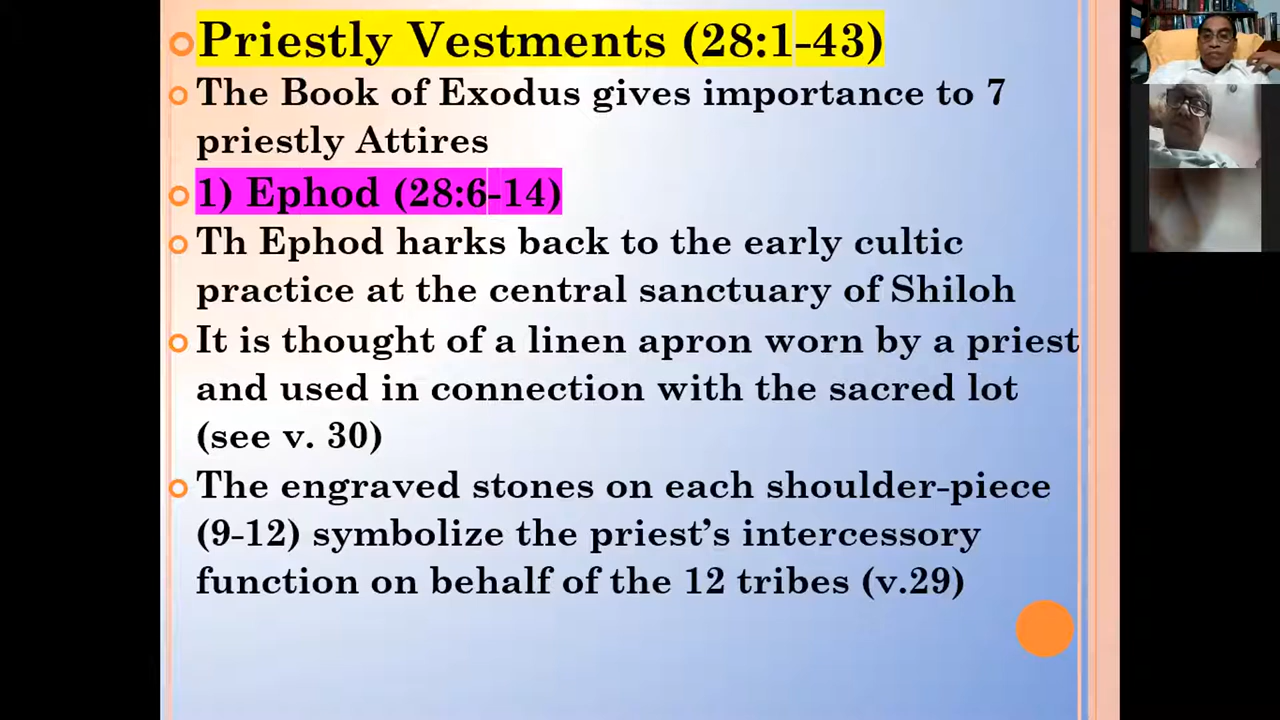 Priestly Vestments (28:1-43)
The Book of Exodus gives importance to 7
priestly Attires
1) Ephod (28:6-14)
Th Ephod harks back to the early cultic
practice at the central sanctuary of Shiloh
It is thought of a linen apron worn by a priest
and used in connection with the sacred lot
(see v. 30)
The engraved stones on each shoulder-piece
(9-12) symbolize the priest’s intercessory
function on behalf of the 12 tribes (v.29)